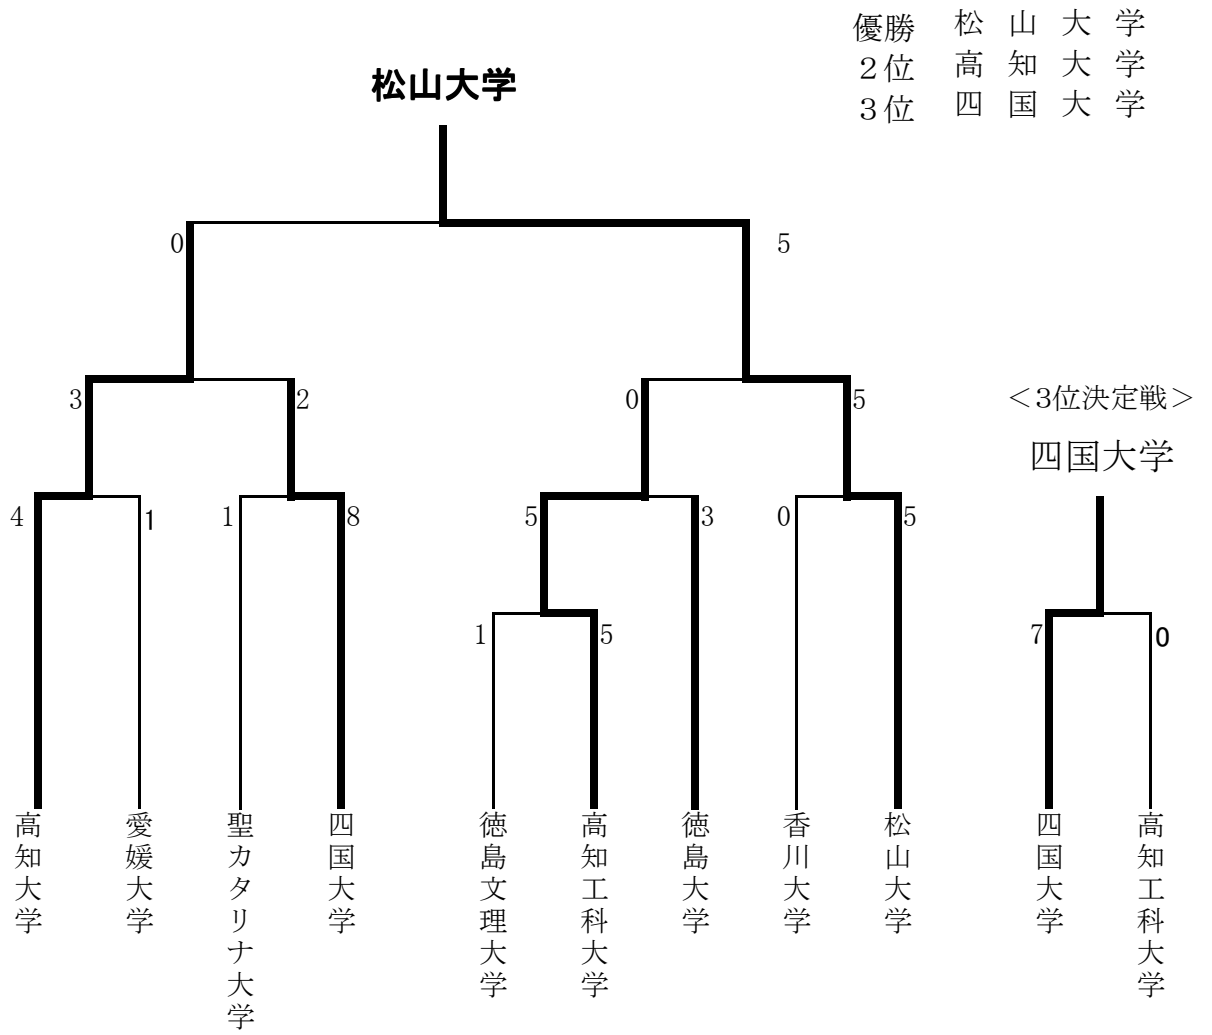 優勝 松山大学
２位 高知大学
３位 四国大学
松山大学
0 5
3 2 0 5
＜３位決定戦＞
四国大学
4 1 1 8 5 3 0 5
1 5 7 0
高知大学
愛媛大学
聖カタリナ大学
四国大学
徳島文理大学
高知工科大学
徳島大学
香川大学
松山大学
四国大学
高知工科大学